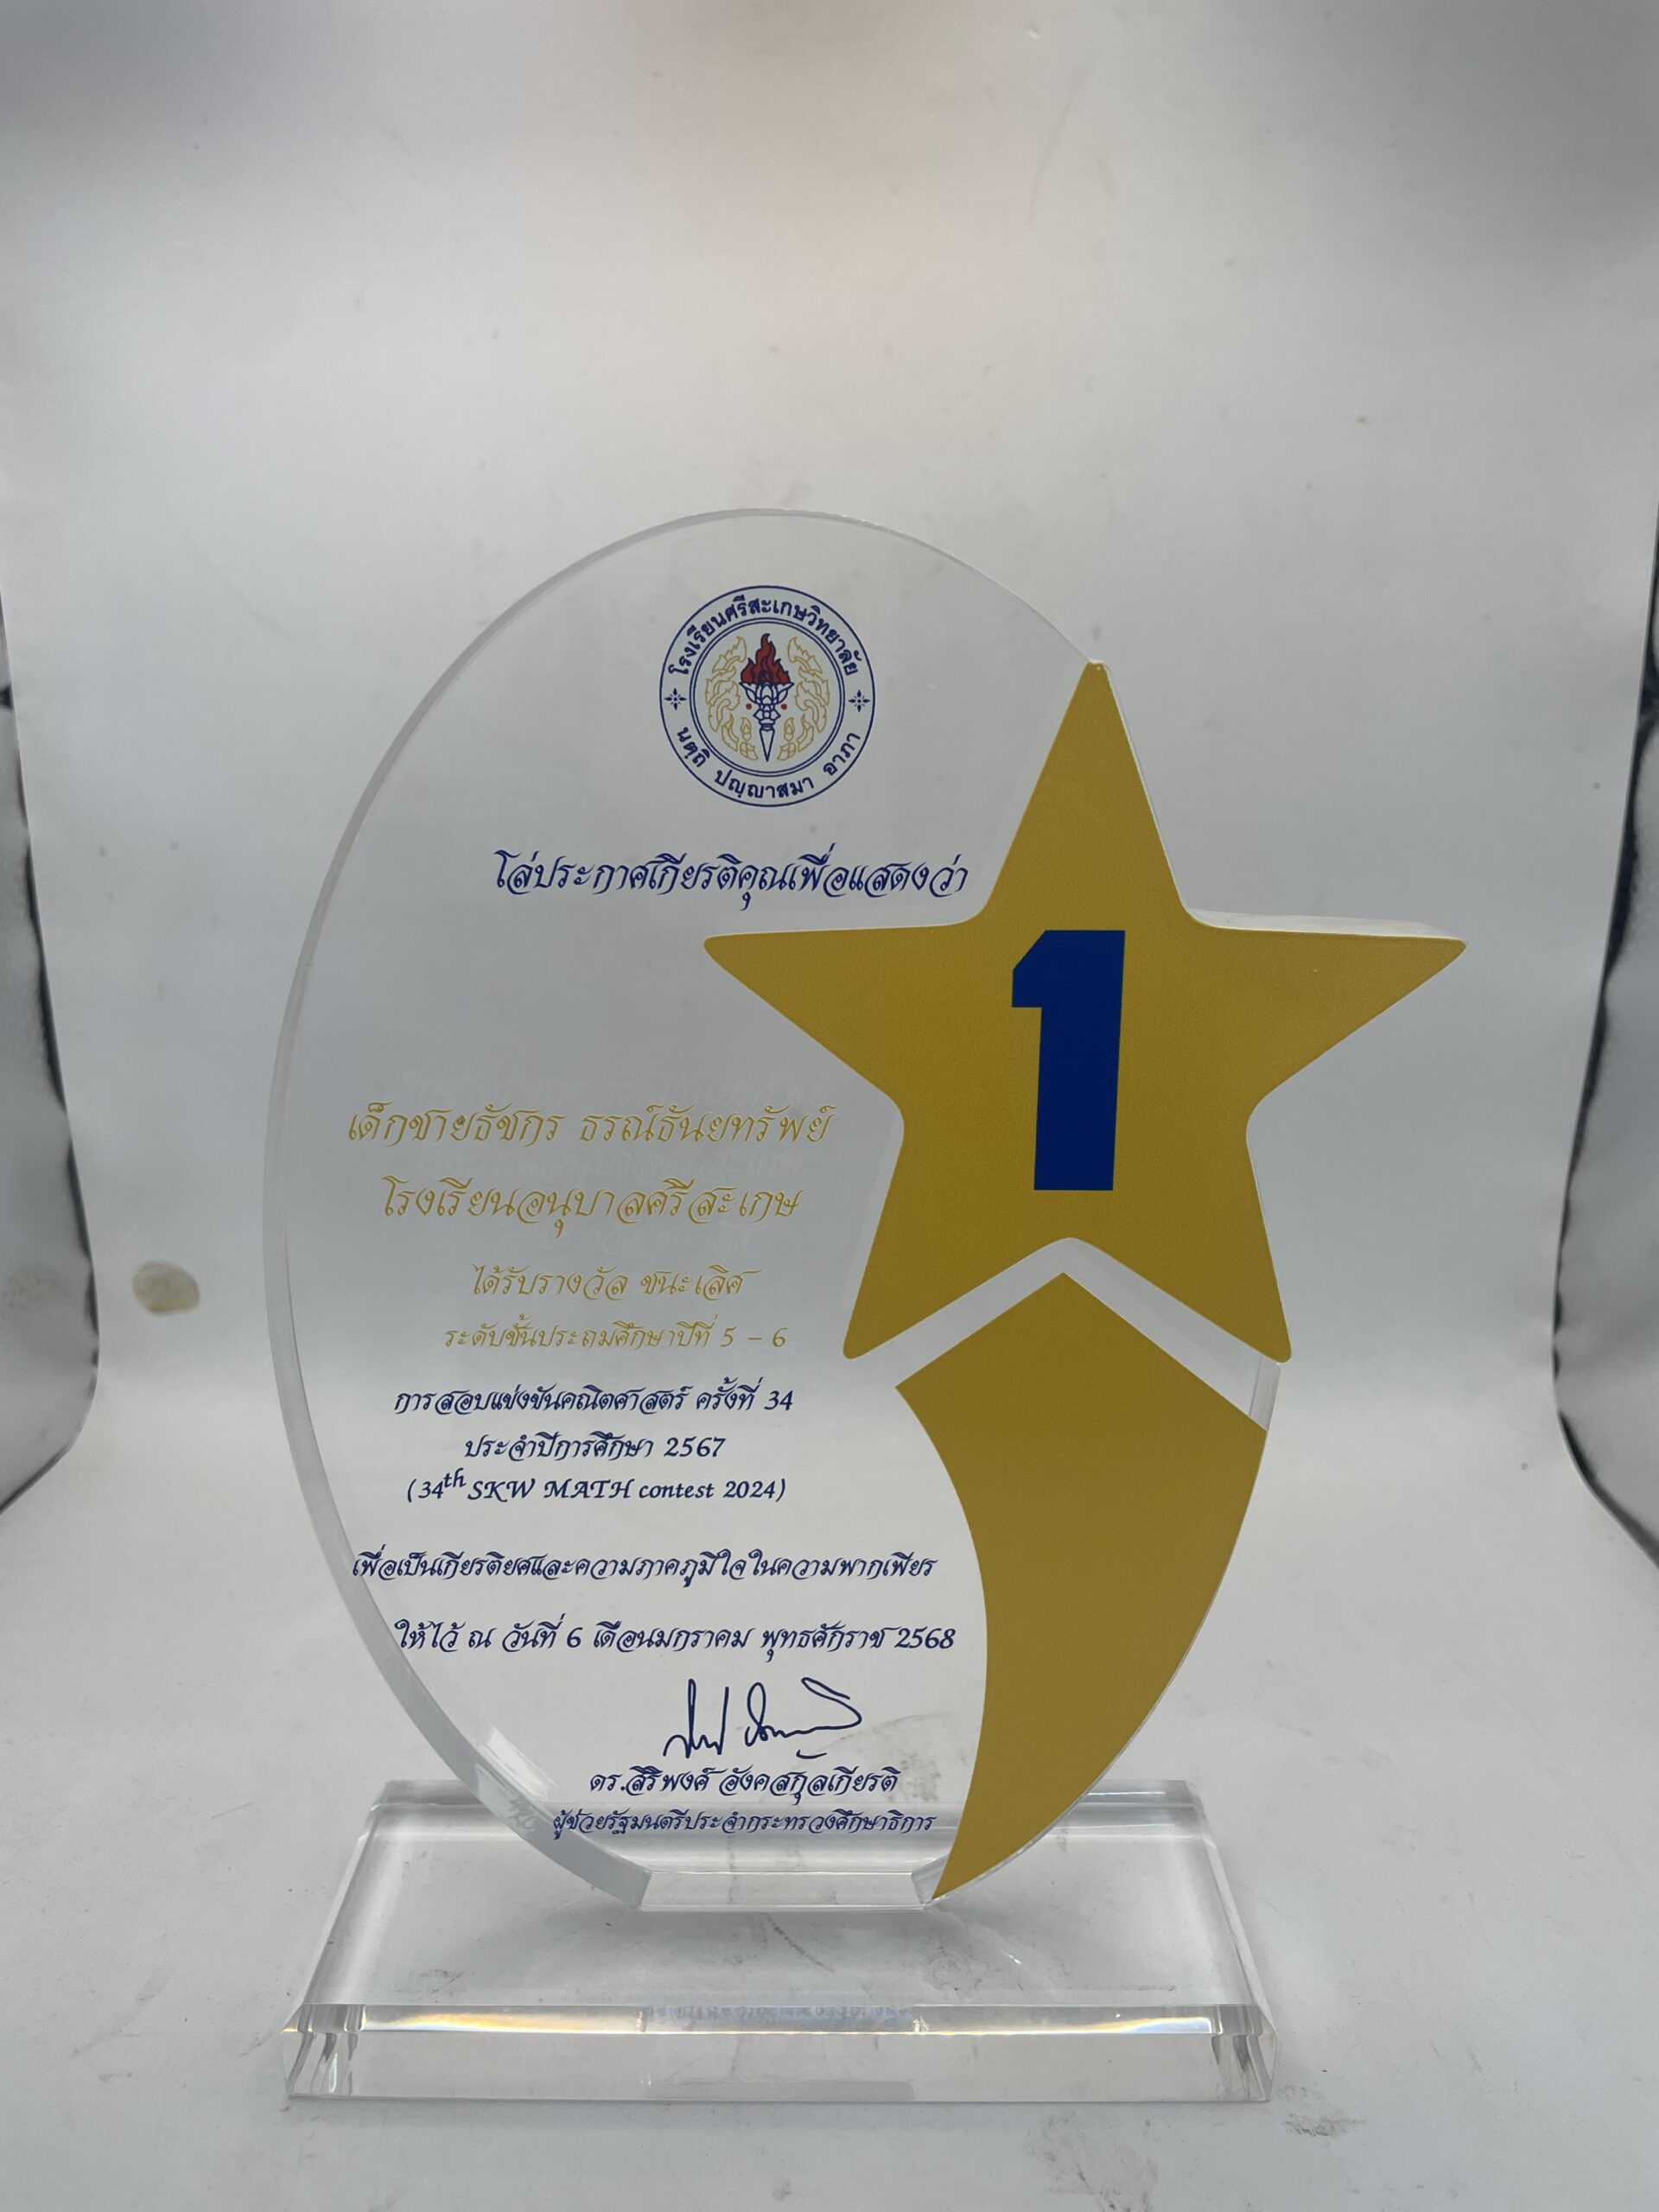 โรงเรียนศรีสะเกษวิทยาลัย
นตฺถิ ปญฺญาสมา อาภา
โล่ประกาศเกียรติคุณเพื่อแสดงว่า
1
เด็กชายธัชกร ธรณ์ธันยทรัพย์
โรงเรียนอนุบาลศรีสะเกษ
ได้รับรางวัล ชนะเลิศ
ระดับชั้นประถมศึกษาปีที่ 5 - 6
การสอบแข่งขันคณิตศาสตร์ ครั้งที่ 34
ประจำปีการศึกษา 2567
(34th SKW MATH contest 2024)
เพื่อเป็นเกียรติยศและความภาคภูมิใจในความพากเพียร
ให้ไว้ ณ วันที่ 6 เดือนมกราคม พุทธศักราช 2568
ดร.สิริพงศ์ อังคสกุลเกียรติ
ผู้ช่วยรัฐมนตรีประจำกระทรวงศึกษาธิการ